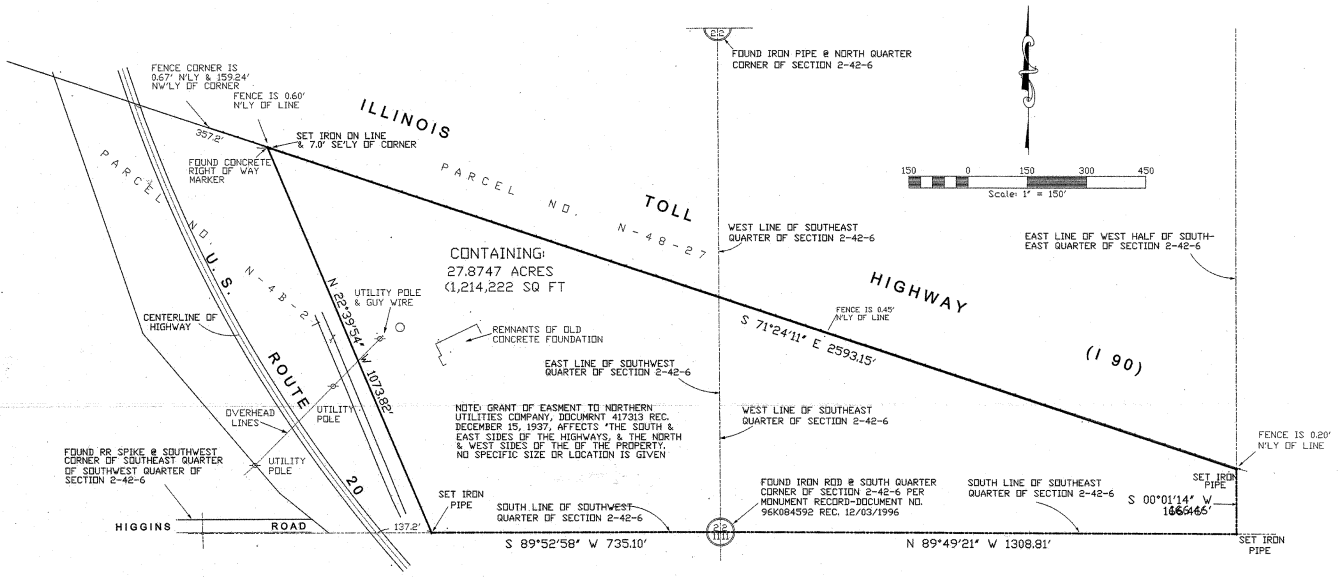 22
FOUND IRON PIPE @ NORTH QUARTER
CORNER OF SECTION 2-42-6
FENCE CORNER IS
0.67' N'LY & 159.24'
NW'LY OF CORNER
FENCE IS 0.60'
N'LY OF LINE
357.2'
SET IRON ON LINE
& 7.0' SE'LY OF CORNER
FOUND CONCRETE
RIGHT OF WAY
MARKER
ILLINOIS
TOLL
HIGHWAY
(I 90)
PARCEL NO. N-48-27
150 0 150 300 450
Scale: 1" = 150'
WEST LINE OF SOUTHEAST
QUARTER OF SECTION 2-42-6
EAST LINE OF WEST HALF OF SOUTH-
EAST QUARTER OF SECTION 2-42-6
PARCEL NO. N-4B-27
U.S.
ROUTE
20
CONTAINING:
27.8747 ACRES
(1,214,222 SQ FT
N 22°39'54" W 1073.82'
UTILITY POLE
& GUY WIRE
CENTERLINE OF
HIGHWAY
REMNANTS OF OLD
CONCRETE FOUNDATION
FENCE IS 0.45'
N'LY OF LINE
S 71°24'11" E 2593.15'
EAST LINE OF SOUTHWEST
QUARTER OF SECTION 2-42-6
OVERHEAD
LINES
UTILITY
POLE
UTILITY
POLE
NOTE: GRANT OF EASMENT TO NORTHERN
UTILITIES COMPANY, DOCUMRNT 417313 REC.
DECEMBER 15, 1937, AFFECTS "THE SOUTH &
EAST SIDES OF THE HIGHWAYS, & THE NORTH
& WEST SIDES OF THE OF THE PROPERTY.
NO SPECIFIC SIZE OR LOCATION IS GIVEN
WEST LINE OF SOUTHEAST
QUARTER OF SECTION 2-42-6
FENCE IS 0.20'
N'LY OF LINE
FOUND RR SPIKE @ SOUTHWEST
CORNER OF SOUTHEAST QUARTER
OF SOUTHWEST QUARTER OF
SECTION 2-42-6
HIGGINS ROAD
137.2'
SET IRON
PIPE
SOUTH LINE OF SOUTHWEST
QUARTER OF SECTION 2-42-6
FOUND IRON ROD @ SOUTH QUARTER
CORNER OF SECTION 2-42-6 PER
MONUMENT RECORD-DOCUMENT NO.
96K084592 REC. 12/03/1996
SOUTH LINE OF SOUTHEAST
QUARTER OF SECTION 2-42-6
SET IRON
PIPE
S 00°01'14" W
22
1111
S 89°52'58" W 735.10'
N 89°49'21" W 1308.81'
SET IRON
PIPE